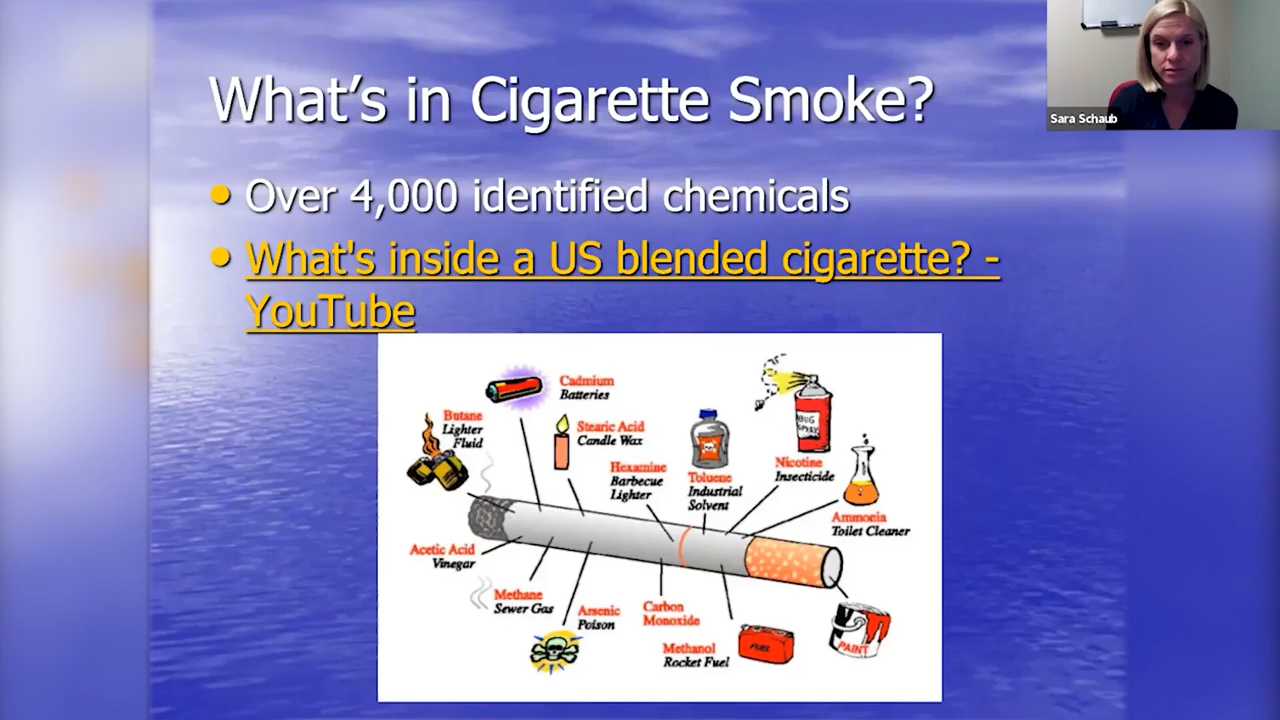 What's in Cigarette Smoke?
Sara Schaub
• Over 4,000 identified chemicals
• What's inside a US blended cigarette? -
YouTube
Cadmium
Batteries
Butane
Lighter
Fluid
Stearic Acid
Candle Wax
Hexamine
Barbecue
Lighter
Toluene
Industrial
Solvent
BUG
SPRAY
Nicotine
Insecticide
Ammonia
Toilet Cleaner
Acetic Acid
Vinegar
Methane
Sewer Gas
Arsenic
Poison
Carbon
Monoxide
Methanol
Rocket Fuel
FUEL
PAINT